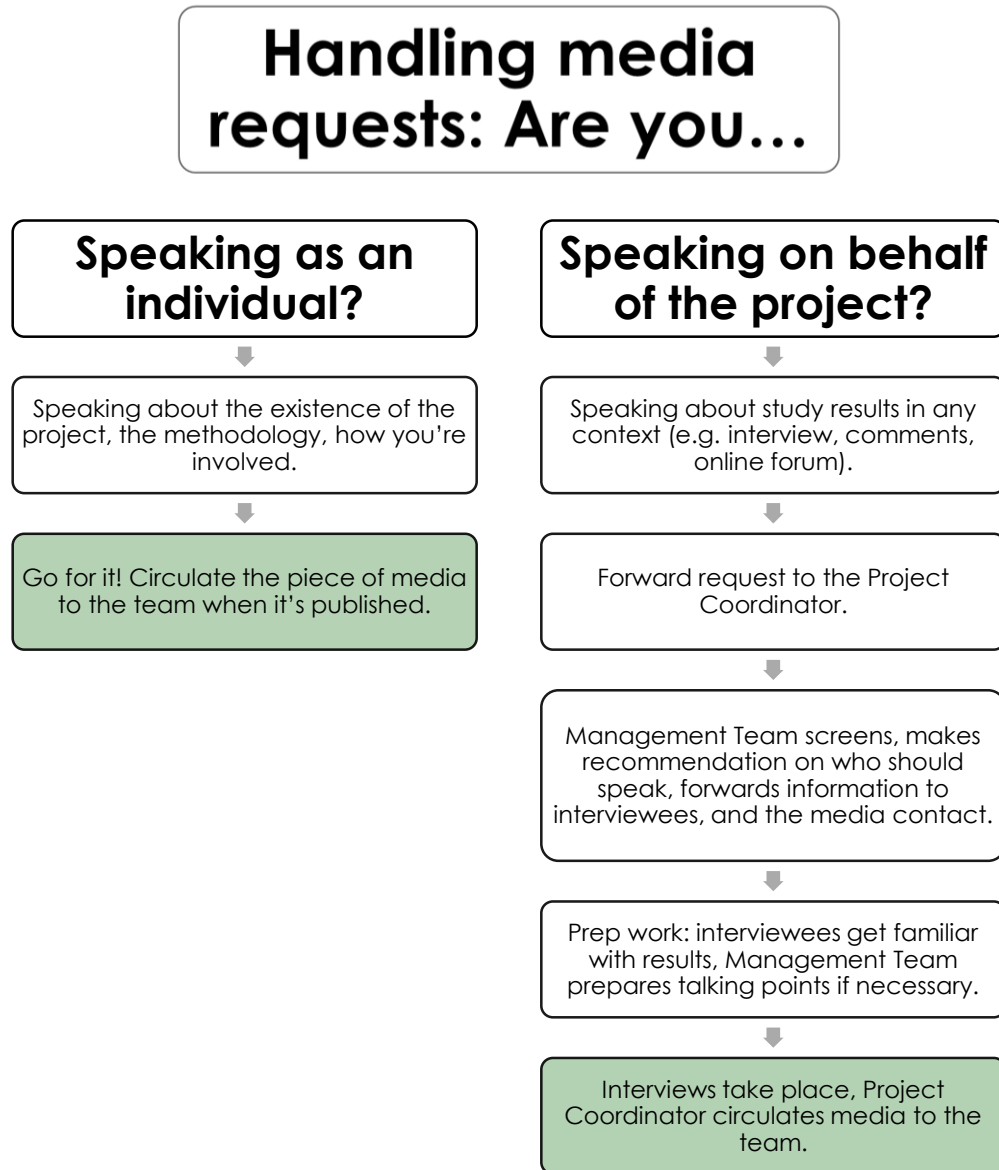 Handling media
requests: Are you…
Speaking as an
individual?
Speaking about the existence of the
project, the methodology, how you're
involved.
Go for it! Circulate the piece of media
to the team when it's published.
Speaking on behalf
of the project?
Speaking about study results in any
context (e.g. interview, comments,
online forum).
Forward request to the Project
Coordinator.
Management Team screens, makes
recommendation on who should
speak, forwards information to
interviewees, and the media contact.
Prep work: interviewees get familiar
with results, Management Team
prepares talking points if necessary.
Interviews take place, Project
Coordinator circulates media to the
team.